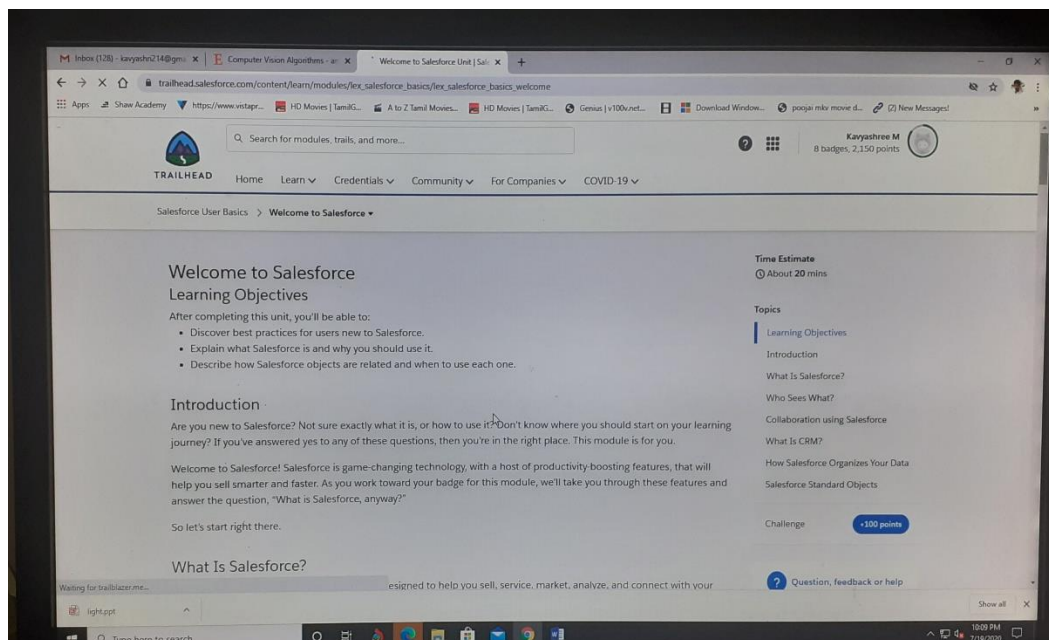 Inbox (128) - kavyashri214@gma
Computer Vision Algorithms - an
Welcome to Salesforce Unit | Sale
trailhead.salesforce.com/content/learn/modules/lex_salesforce_basics/lex_salesforce_basics_welcome
Apps
Shaw Academy
https://www.vistapr...
HD Movies | TamilG...
A to Z Tamil Movies...
HD Movies | TamilG...
Genius | v100v.net...
Download Window...
poojai mkv movie d...
(2) New Messages!
TRAILHEAD
Search for modules, trails, and more...
Kavyashree M
8 badges, 2,150 points
Home Learn Credentials Community For Companies COVID-19
Salesforce User Basics > Welcome to Salesforce
Welcome to Salesforce
Learning Objectives
After completing this unit, you'll be able to:
• Discover best practices for users new to Salesforce.
• Explain what Salesforce is and why you should use it.
• Describe how Salesforce objects are related and when to use each one.
Introduction
Are you new to Salesforce? Not sure exactly what it is, or how to use it? Don't know where you should start on your learning
journey? If you've answered yes to any of these questions, then you're in the right place. This module is for you.
Welcome to Salesforce! Salesforce is game-changing technology, with a host of productivity-boosting features, that will
help you sell smarter and faster. As you work toward your badge for this module, we'll take you through these features and
answer the question, "What is Salesforce, anyway?"
So let's start right there.
What Is Salesforce?
esigned to help you sell, service, market, analyze, and connect with your
Time Estimate
About 20 mins
Topics
Learning Objectives
Introduction
What Is Salesforce?
Who Sees What?
Collaboration using Salesforce
What Is CRM?
How Salesforce Organizes Your Data
Salesforce Standard Objects
Challenge +100 points
Question, feedback or help
Waiting for trailblazer.me...
light.ppt
Show all
Type here to search
10:09 PM
7/19/2020